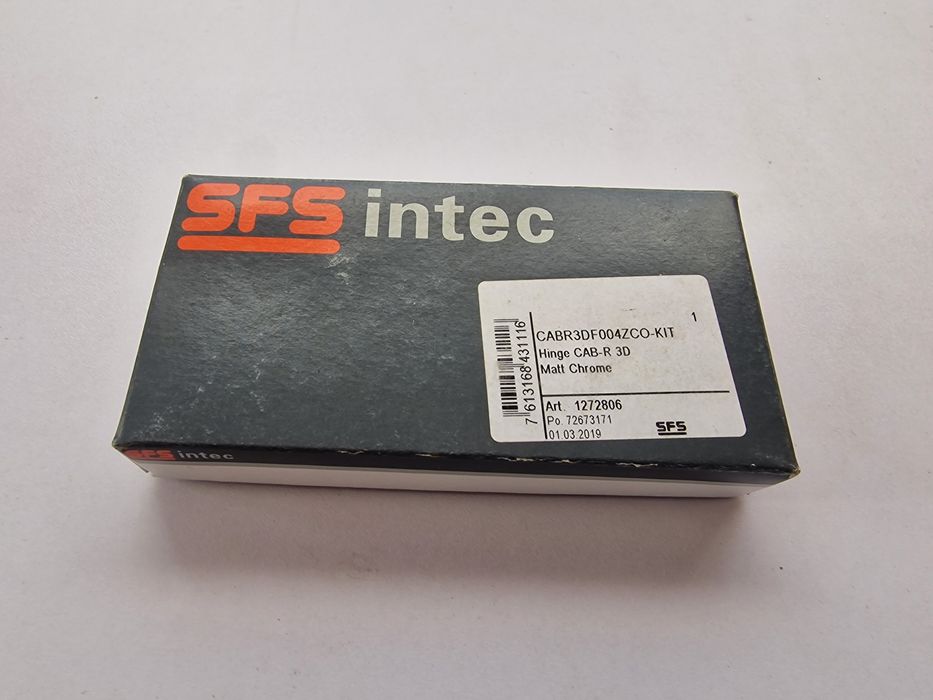 SFS intec
1
CABR3DF004ZCO-KIT
Hinge CAB-R 3D
Matt Chrome
7 613168 431116
Art. 1272806
Po. 72673171
01.03.2019
SFS
SFS intec